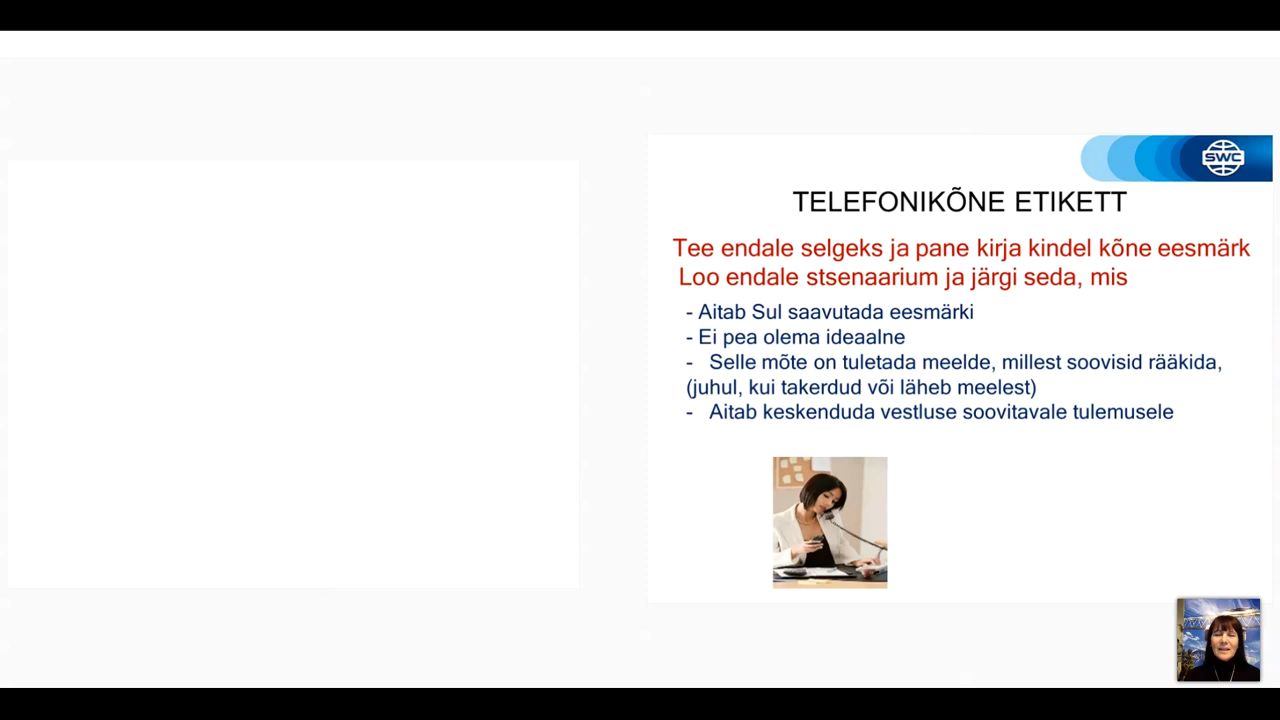 SWC
TELEFONIKÕNE ETIKETT
Tee endale selgeks ja pane kirja kindel kõne eesmärk
Loo endale stsenaarium ja järgi seda, mis
- Aitab Sul saavutada eesmärki
- Ei pea olema ideaalne
- Selle mõte on tuletada meelde, millest soovisid rääkida,
(juhul, kui takerdud või läheb meelest)
- Aitab keskenduda vestluse soovitavale tulemusele